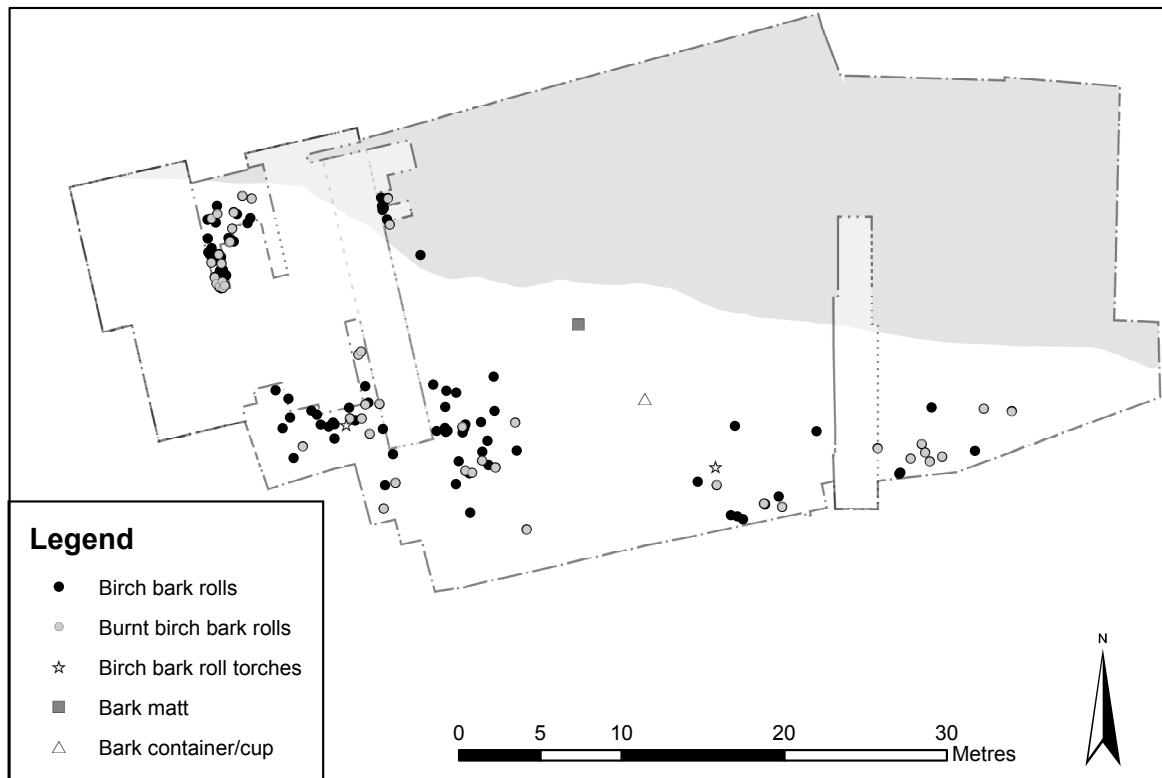 Legend
Birch bark rolls
Burnt birch bark rolls
Birch bark roll torches
Bark matt
Bark container/cup
0 5 10 20 30
Metres
N